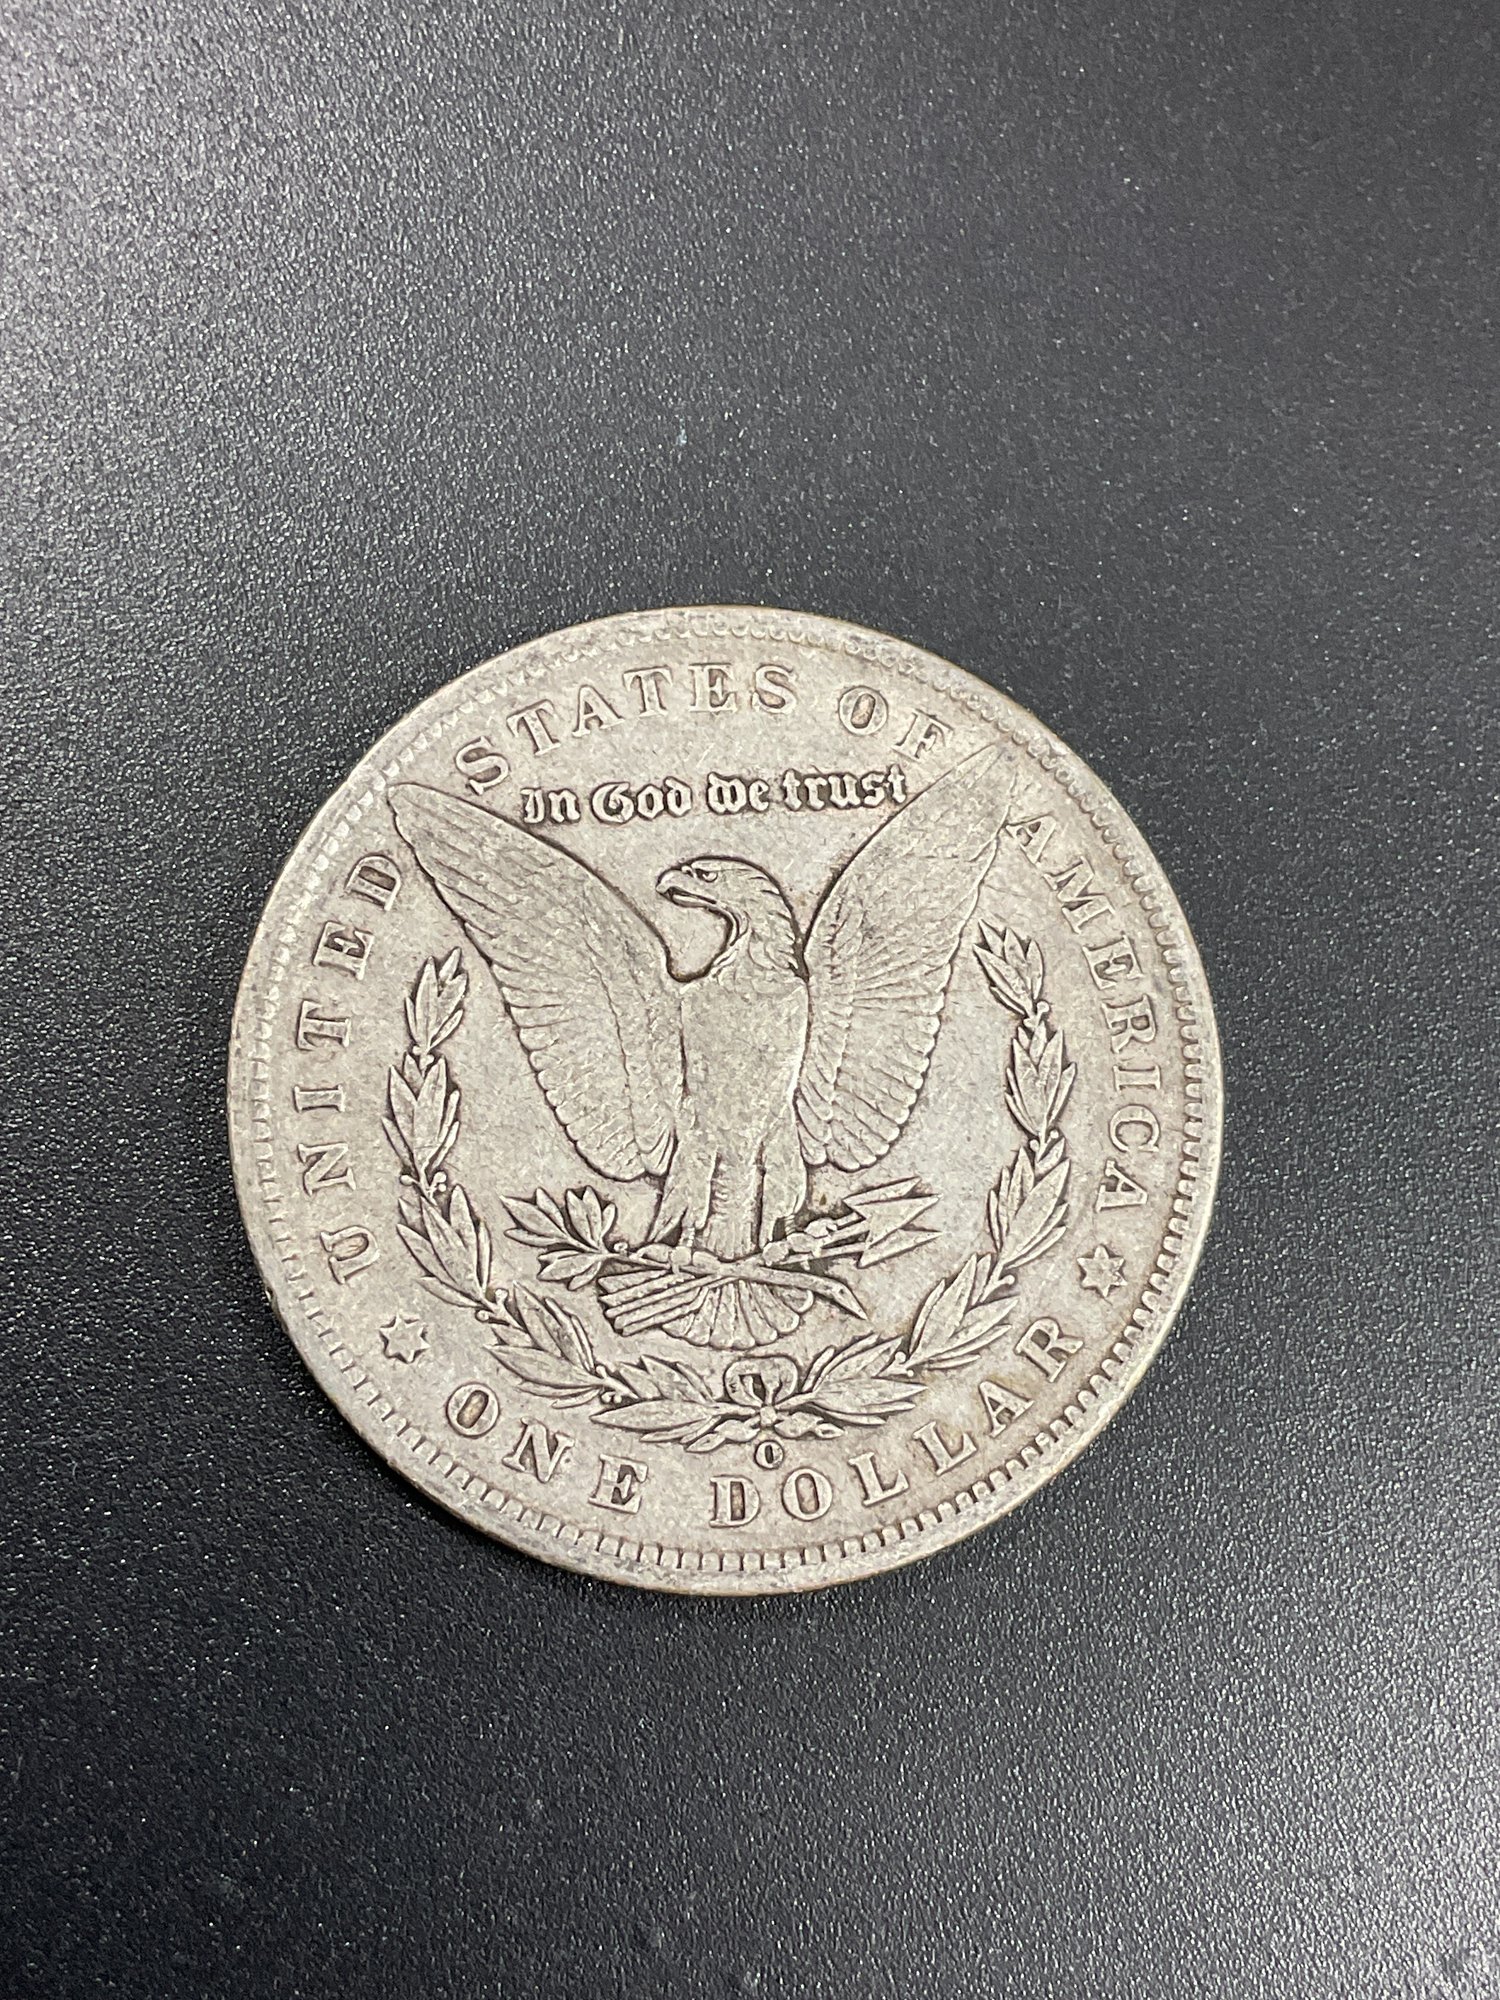 UNITED STATES OF AMERICA
In God we trust
O
ONE DOLLAR